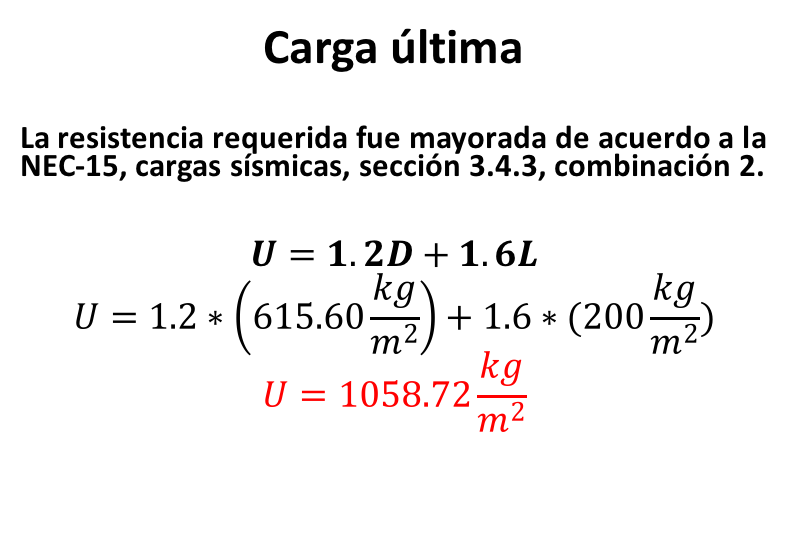 Carga última
La resistencia requerida fue mayorada de acuerdo a la
NEC-15, cargas sísmicas, sección 3.4.3, combinación 2.
U = 1.2D + 1.6L
U = 1.2 * (615.60 kg/m²) + 1.6 * (200 kg/m²)
U = 1058.72 kg/m²